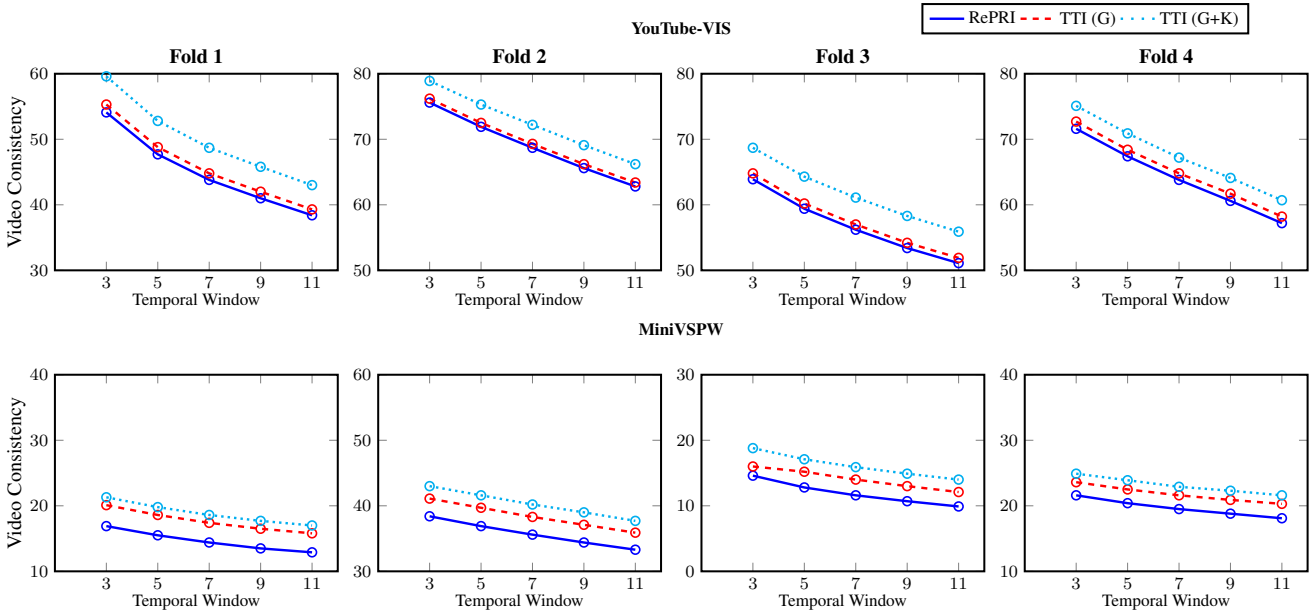 RePRI TTI (G) TTI (G+K)
YouTube-VIS
Fold 1 Fold 2 Fold 3 Fold 4
Video Consistency
60
50
40
30
3 5 7 9 11
Temporal Window
80
70
60
50
3 5 7 9 11
Temporal Window
80
70
60
50
3 5 7 9 11
Temporal Window
80
70
60
50
3 5 7 9 11
Temporal Window
MiniVSPW
Video Consistency
40
30
20
10
3 5 7 9 11
Temporal Window
60
50
40
30
3 5 7 9 11
Temporal Window
30
20
10
0
3 5 7 9 11
Temporal Window
40
30
20
10
3 5 7 9 11
Temporal Window